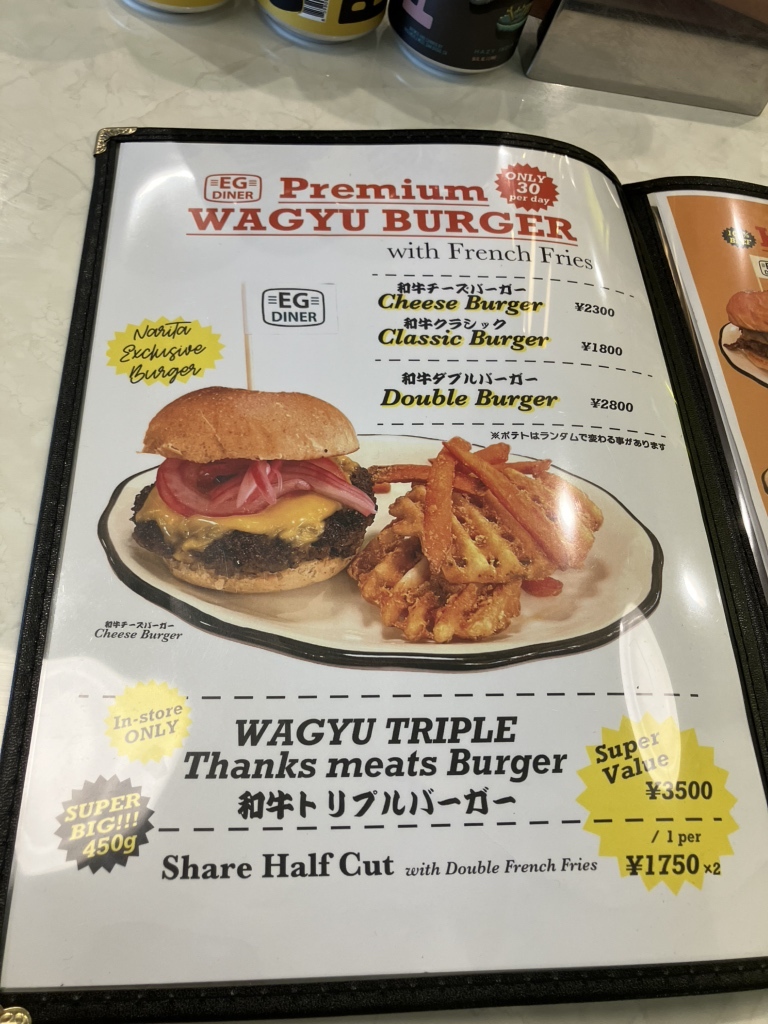 EG
DINER
Premium
ONLY
30
per day
WAGYU BURGER
with French Fries
和牛チーズバーガー
Cheese Burger ¥2300
和牛クラシック
Classic Burger ¥1800
和牛ダブルバーガー
Double Burger ¥2800
※ポテトはランダムで変わる事があります
EG
DINER
Narita
Exclusive
Burger
和牛チーズバーガー
Cheese Burger
In-store
ONLY
WAGYU TRIPLE
Thanks meats Burger
和牛トリプルバーガー
Super
Value
¥3500
SUPER
BIG!!!
450g
/ 1 per
Share Half Cut with Double French Fries ¥1750 ×2